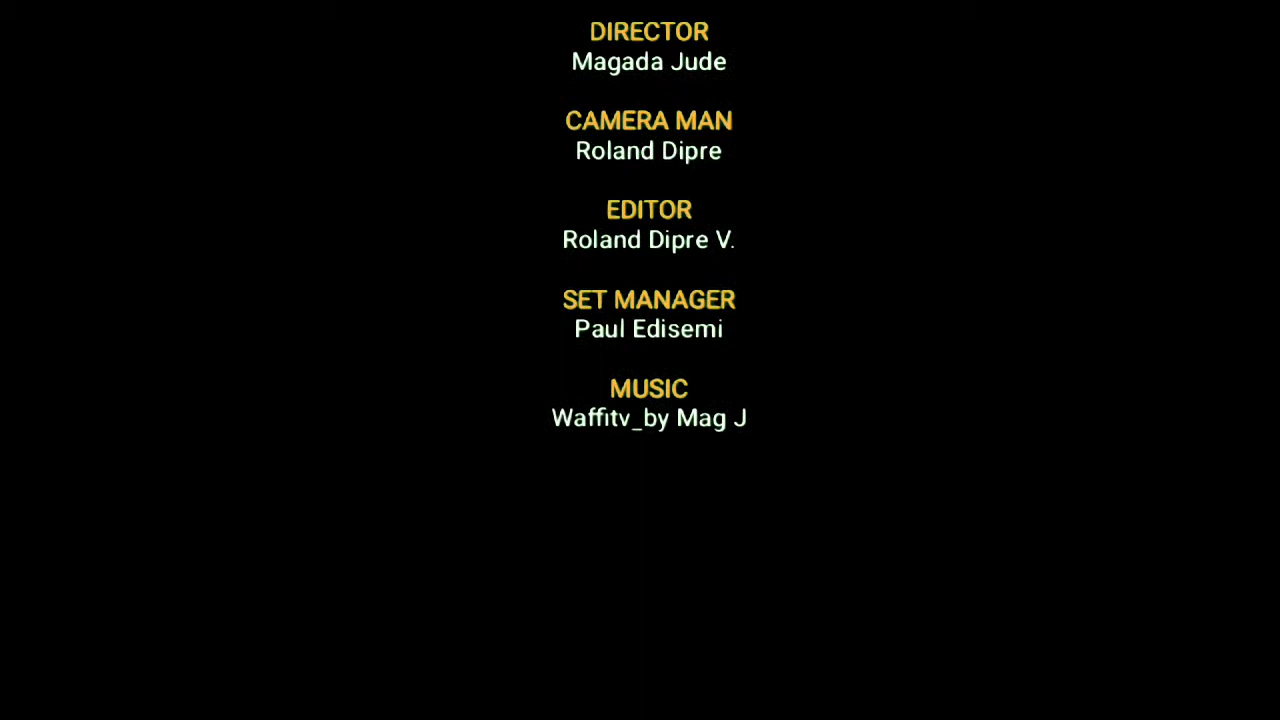 DIRECTOR
Magada Jude
CAMERA MAN
Roland Dipre
EDITOR
Roland Dipre V.
SET MANAGER
Paul Edisemi
MUSIC
Waffitv_by Mag J